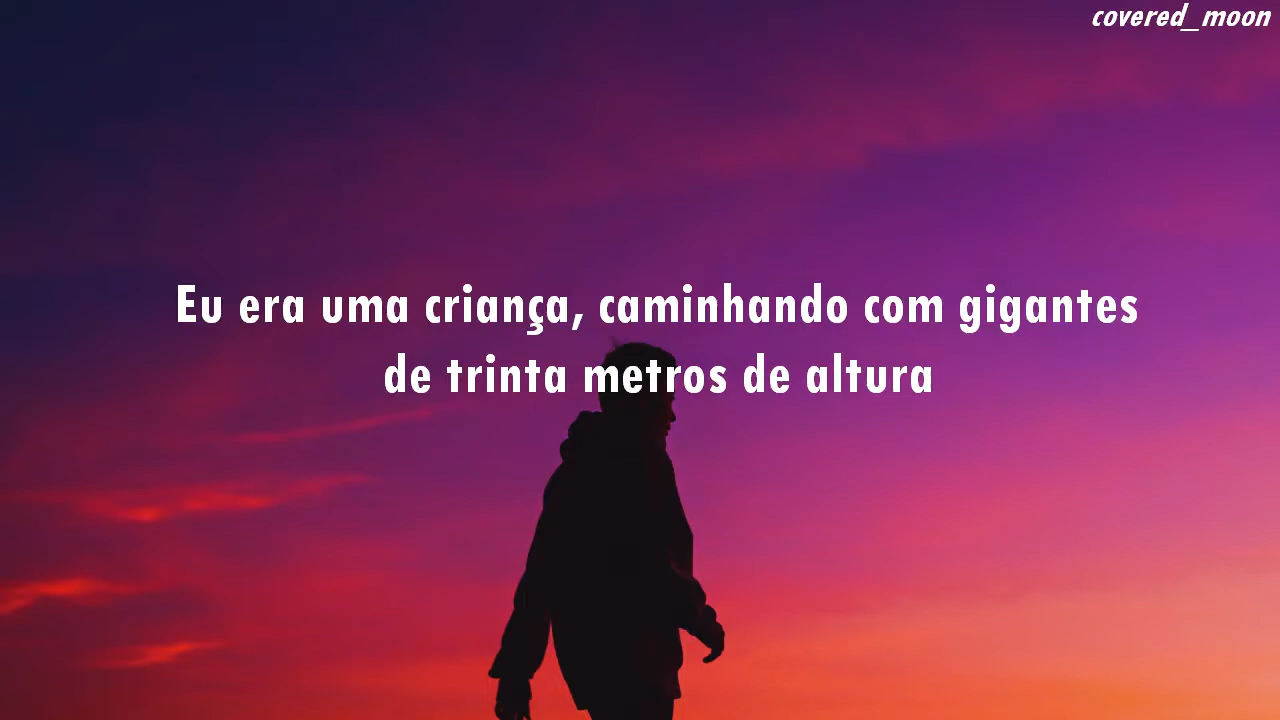 covered_moon
Eu era uma criança, caminhando com gigantes
de trinta metros de altura